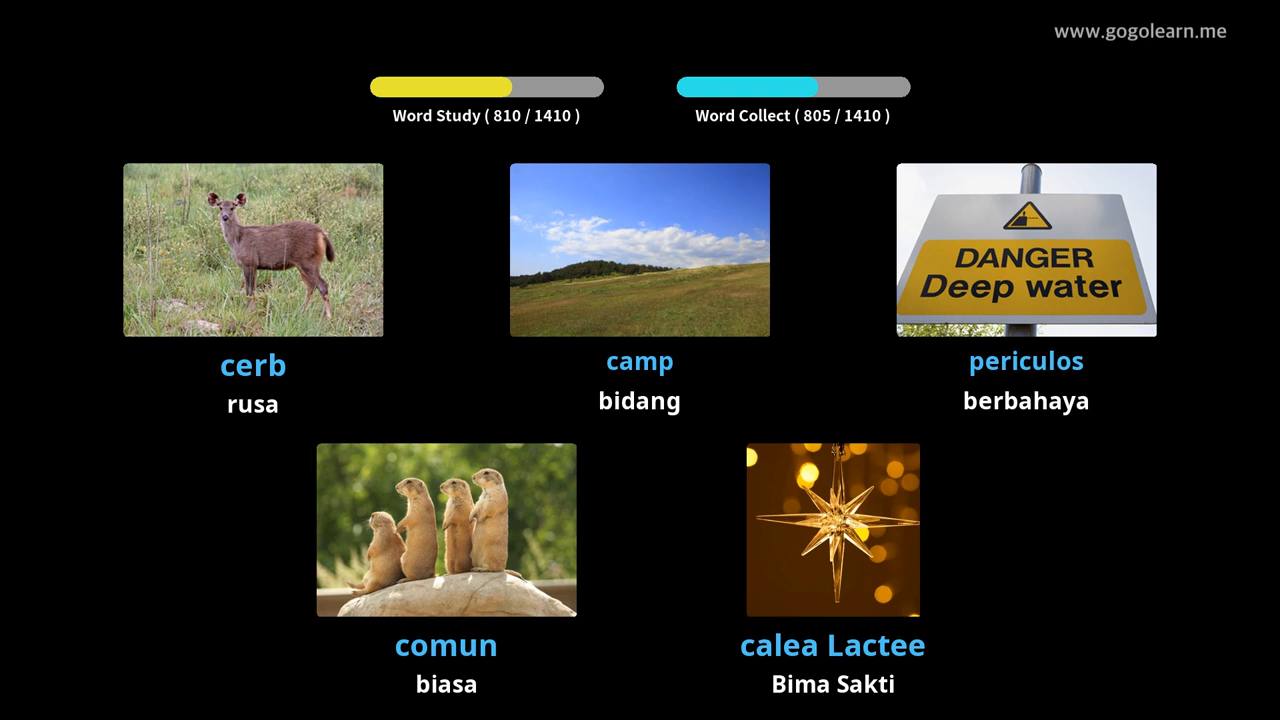 www.gogolearn.me
Word Study ( 810 / 1410 )
Word Collect ( 805 / 1410 )
DANGER
Deep water
cerb
rusa
camp
bidang
periculos
berbahaya
comun
biasa
calea Lactee
Bima Sakti